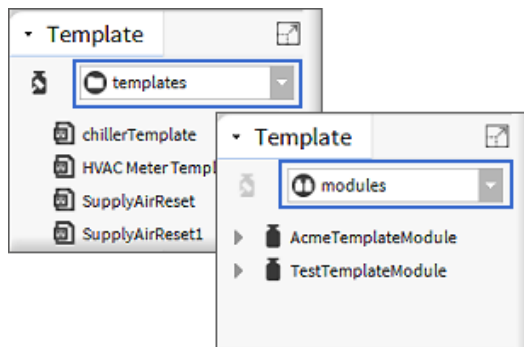 Template
templates
chillerTemplate
HVAC Meter Templ
SupplyAirReset
SupplyAirReset1
Template
modules
AcmeTemplateModule
TestTemplateModule